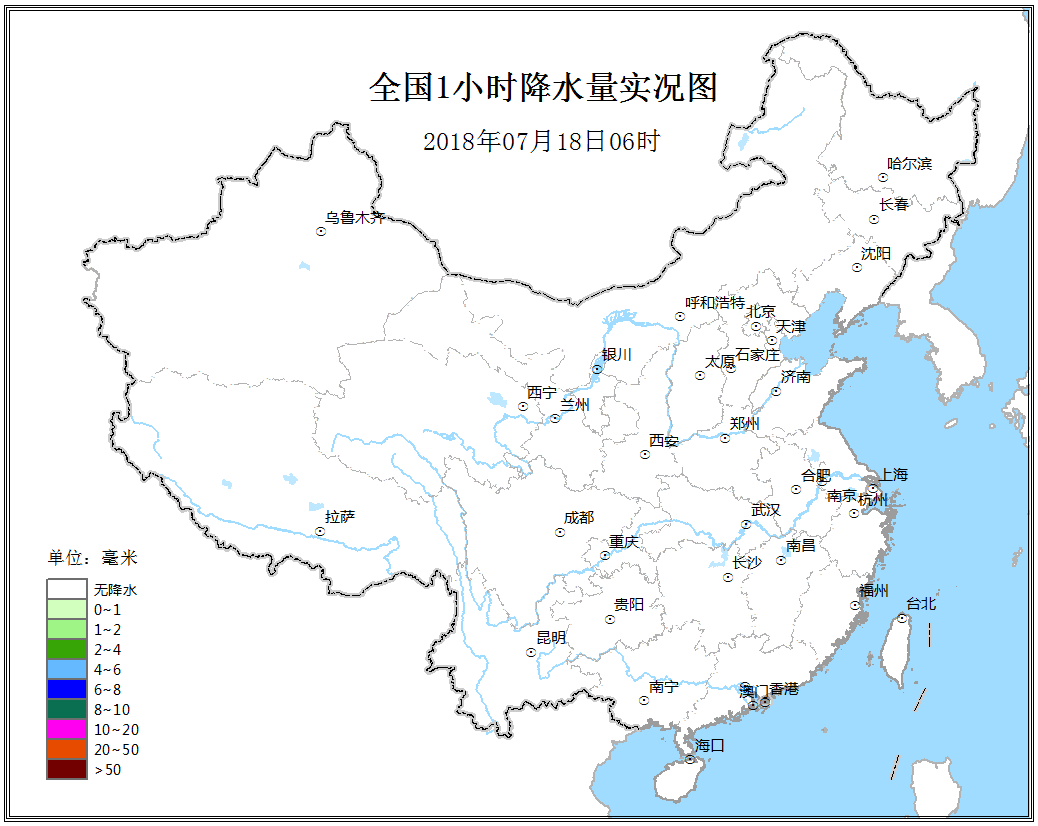 全国1小时降水量实况图
2018年07月18日06时
哈尔滨
长春
乌鲁木齐
沈阳
呼和浩特
北京
天津
银川
太原
石家庄
济南
西宁
兰州
郑州
西安
合肥
上海
南京
杭州
拉萨
成都
武汉
重庆
南昌
长沙
福州
贵阳
台北
昆明
南宁
澳门
香港
海口
单位：毫米
无降水
0~1
1~2
2~4
4~6
6~8
8~10
10~20
20~50
>50